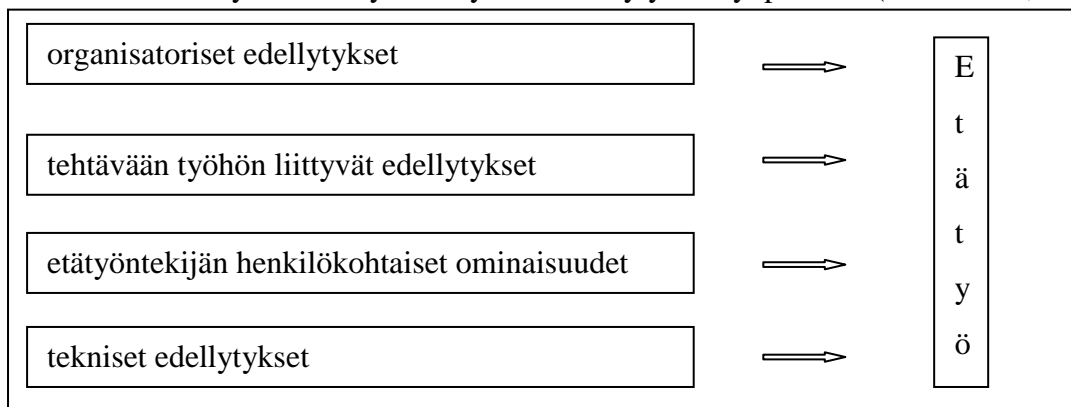 organisatoriset edellytykset
tehtävään työhön liittyvät edellytykset
etätyöntekijän henkilökohtaiset ominaisuudet
tekniset edellytykset
E
t
ä
t
y
ö